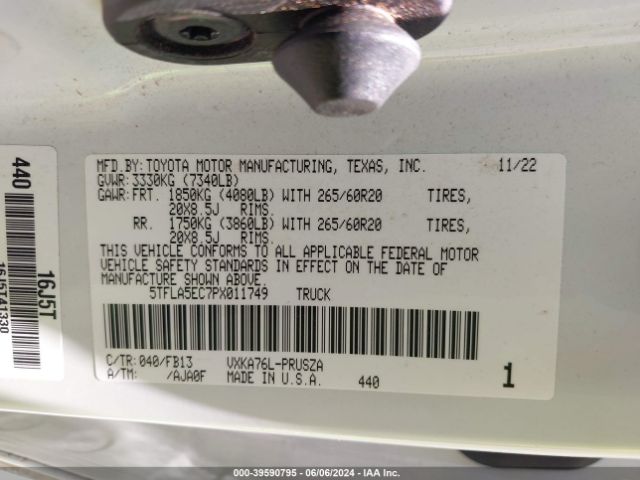 MFD.BY:TOYOTA MOTOR MANUFACTURING, TEXAS, INC. 11/22
GVWR:3330KG (7340LB)
GAWR:FRT. 1850KG (4080LB) WITH 265/60R20 TIRES,
20X8.5J RIMS.
RR. 1750KG (3860LB) WITH 265/60R20 TIRES,
20X8.5J RIMS.
THIS VEHICLE CONFORMS TO ALL APPLICABLE FEDERAL MOTOR
VEHICLE SAFETY STANDARDS IN EFFECT ON THE DATE OF
MANUFACTURE SHOWN ABOVE.
5TFLA5EC7PX011749 TRUCK
C/TR:040/FB13 VXKA76L-PRUSZA
A/TM: /AJA0F MADE IN U.S.A. 440 1
440
16J5T
16J5T41330
000-39590795 - 06/06/2024 - IAA Inc.